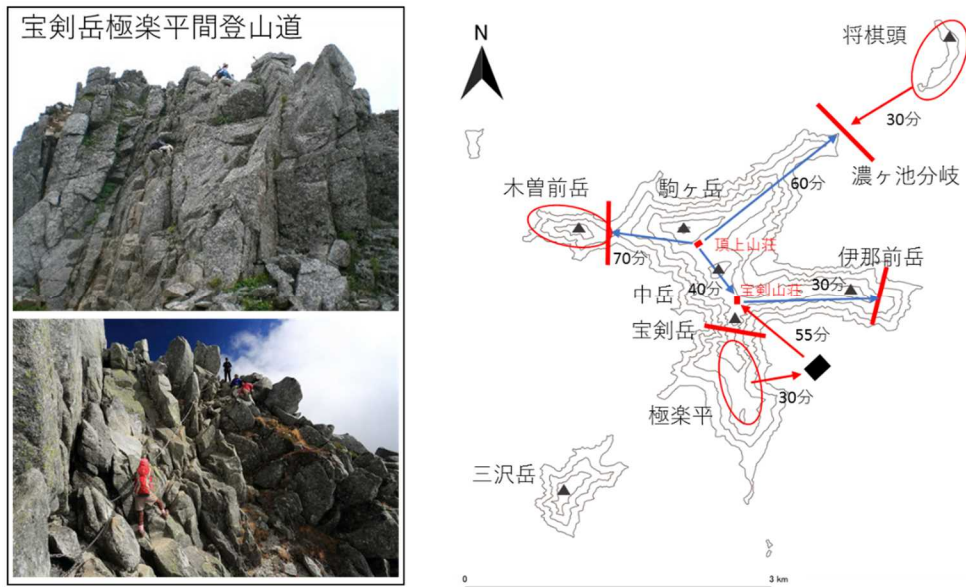 宝剣岳極楽平間登山道
N
将棋頭
30分
濃ヶ池分岐
木曽前岳
駒ヶ岳
60分
頂上山荘
70分
伊那前岳
30分
40分
宝剣山荘
中岳
宝剣岳
55分
30分
極楽平
三沢岳
0
3 km